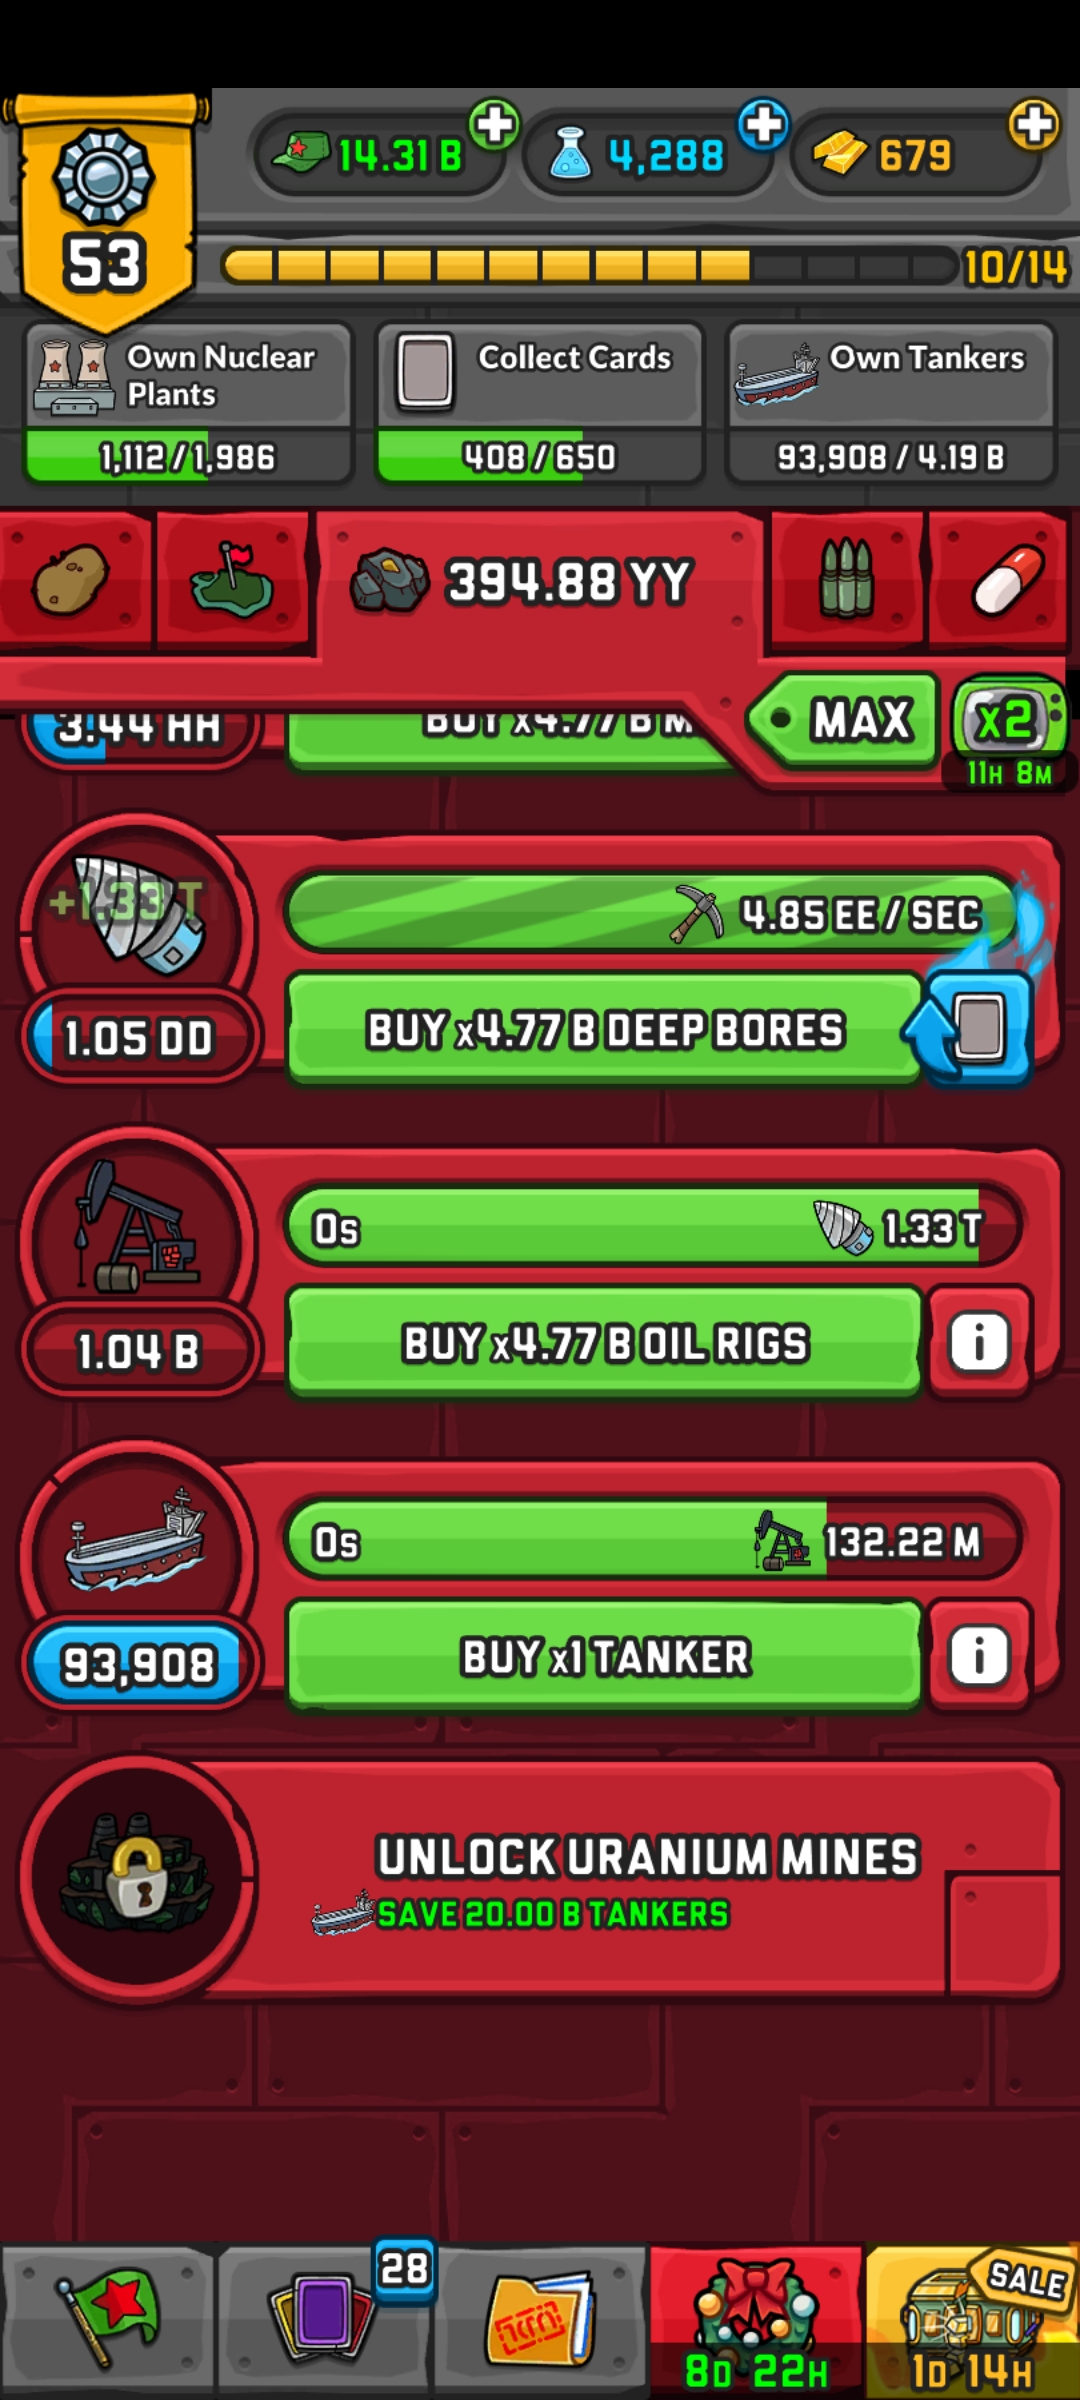 14.31 B
4,288
679
53
10/14
Own Nuclear
Plants
1,112 / 1,986
Collect Cards
408 / 650
Own Tankers
93,908 / 4.19 B
394.88 YY
MAX
x2
11H 8M
3.44 HH
BUY x4.77 B M
+1.33 T
4.85 EE / SEC
1.05 DD
BUY x4.77 B DEEP BORES
0s
1.33 T
1.04 B
BUY x4.77 B OIL RIGS
i
0s
132.22 M
93,908
BUY x1 TANKER
i
UNLOCK URANIUM MINES
SAVE 20.00 B TANKERS
28
SALE
8D 22H
1D 14H